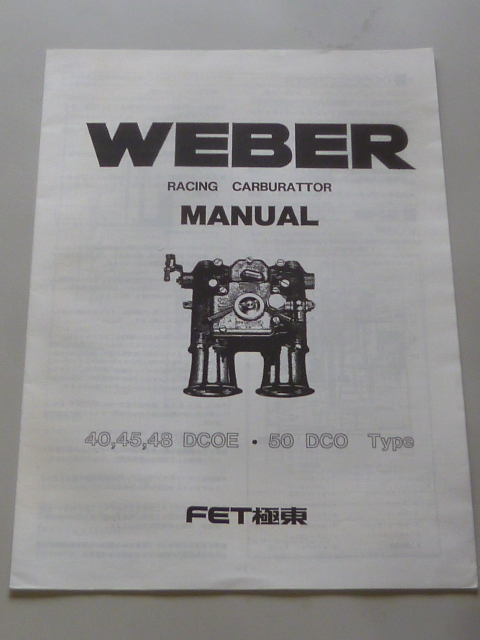 WEBER
RACING CARBURATTOR
MANUAL
40,45,48 DCOE · 50 DCO Type
FET極東